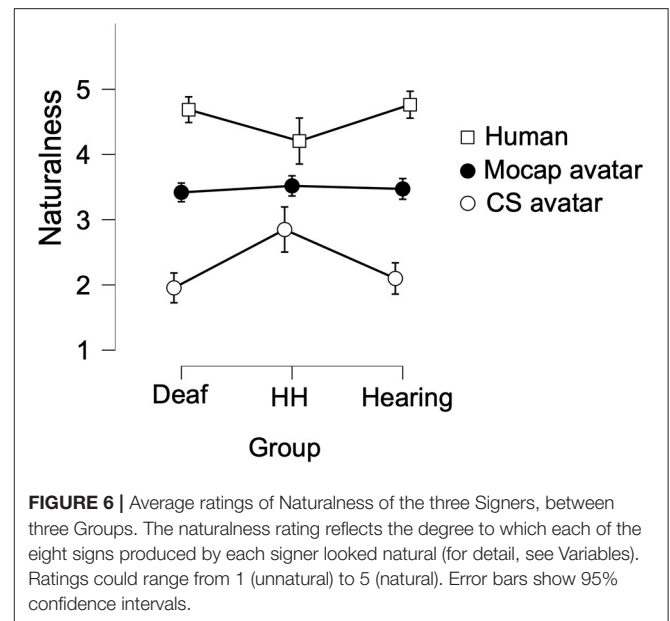 5
4
3
2
1
Naturalness
Human
Mocap avatar
CS avatar
Deaf HH Hearing
Group
FIGURE 6 | Average ratings of Naturalness of the three Signers, between
three Groups. The naturalness rating reflects the degree to which each of the
eight signs produced by each signer looked natural (for detail, see Variables).
Ratings could range from 1 (unnatural) to 5 (natural). Error bars show 95%
confidence intervals.